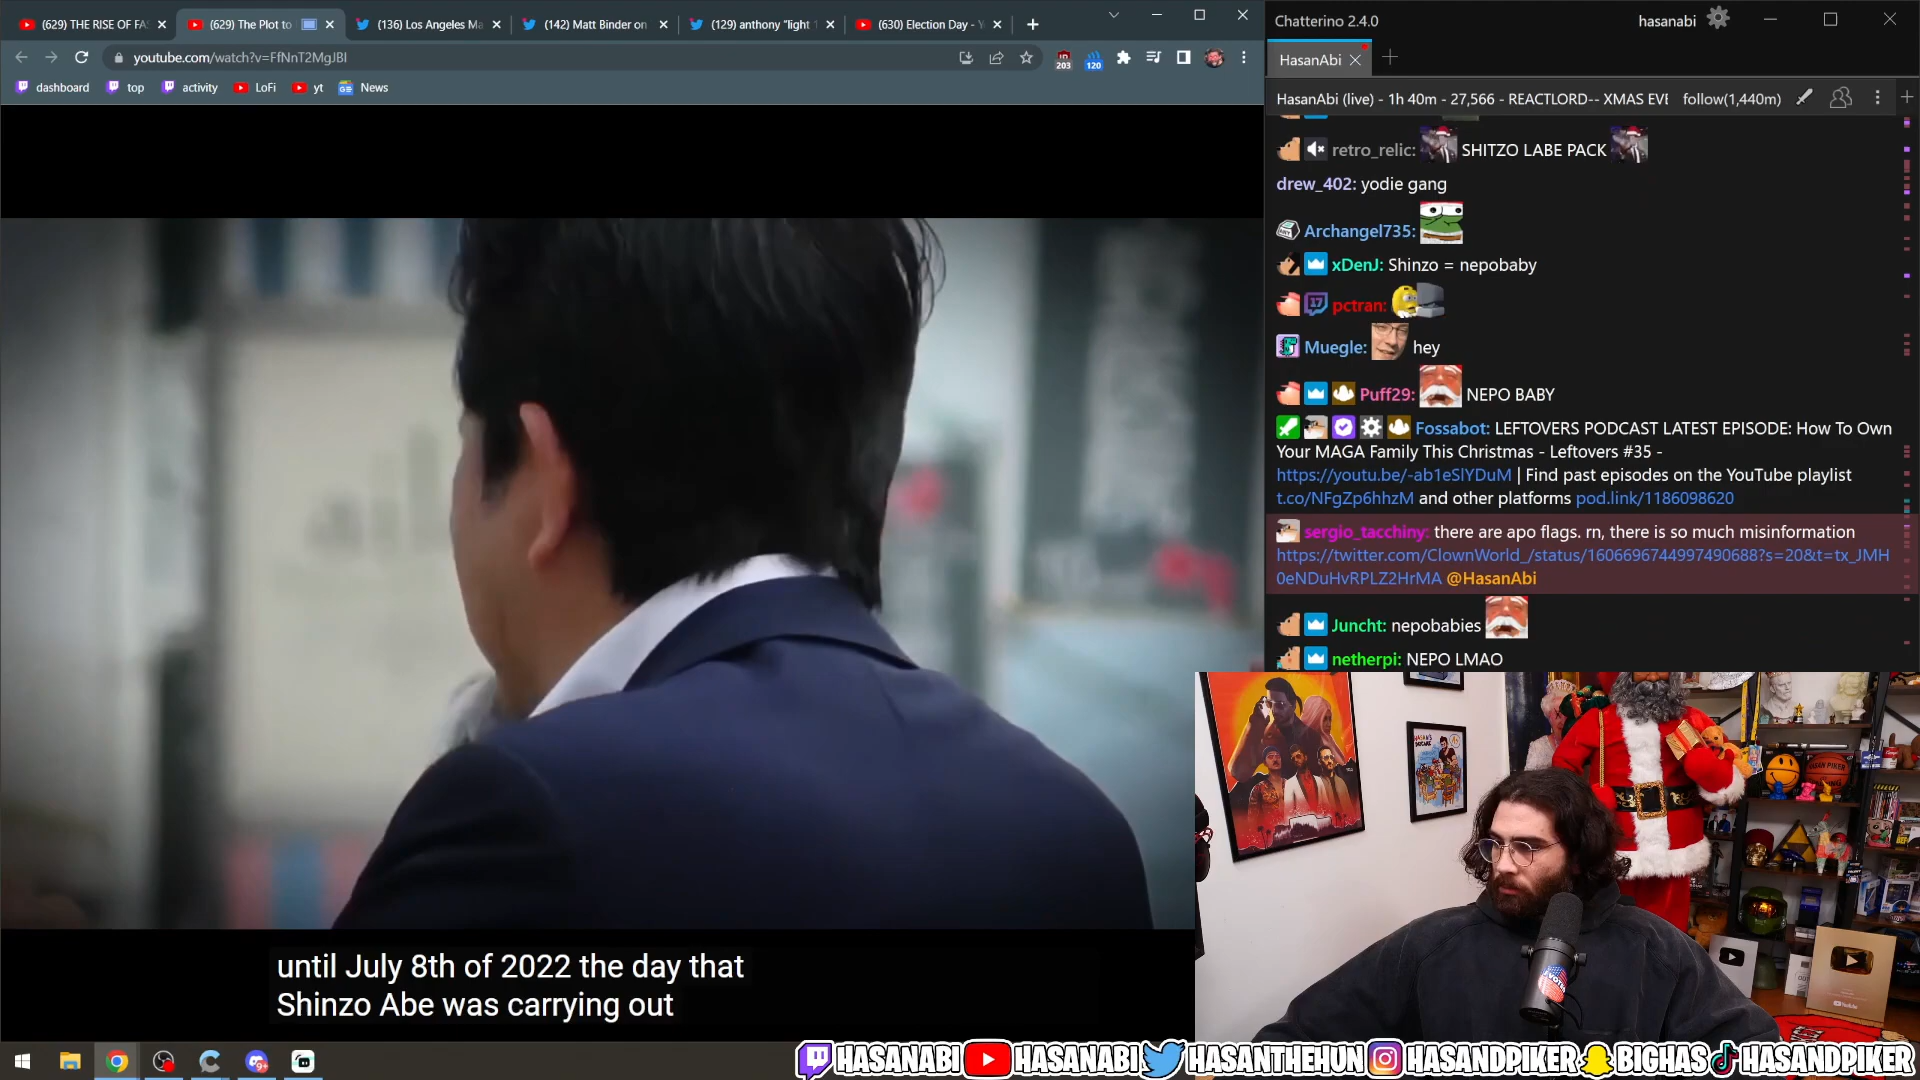 (629) THE RISE OF FA
(629) The Plot to
(136) Los Angeles Ma
(142) Matt Binder on
(129) anthony "light
(630) Election Day - Y
youtube.com/watch?v=FfNnT2MgJBI
203
120
dashboard
top
activity
LoFi
yt
News
until July 8th of 2022 the day that
Shinzo Abe was carrying out
Chatterino 2.4.0
hasanabi
HasanAbi
HasanAbi (live) - 1h 40m - 27,566 - REACTLORD-- XMAS EVE
follow(1,440m)
retro_relic: SHITZO LABE PACK
drew_402: yodie gang
Archangel735:
xDenJ: Shinzo = nepobaby
17 pctran:
Muegle: hey
Puff29: NEPO BABY
Fossabot: LEFTOVERS PODCAST LATEST EPISODE: How To Own
Your MAGA Family This Christmas - Leftovers #35 -
https://youtu.be/-ab1eSlYDuM | Find past episodes on the YouTube playlist
t.co/NFgZp6hhzM and other platforms pod.link/1186098620
sergio_tacchiny: there are apo flags. rn, there is so much misinformation
https://twitter.com/ClownWorld_/status/1606696744997490688?s=20&t=tx_JMH
0eNDuHvRPLZ2HrMA @HasanAbi
Juncht: nepobabies
netherpi: NEPO LMAO
HASANABI HASANABI HASANTHEHUN HASANDPIKER BIGHAS HASANDPIKER